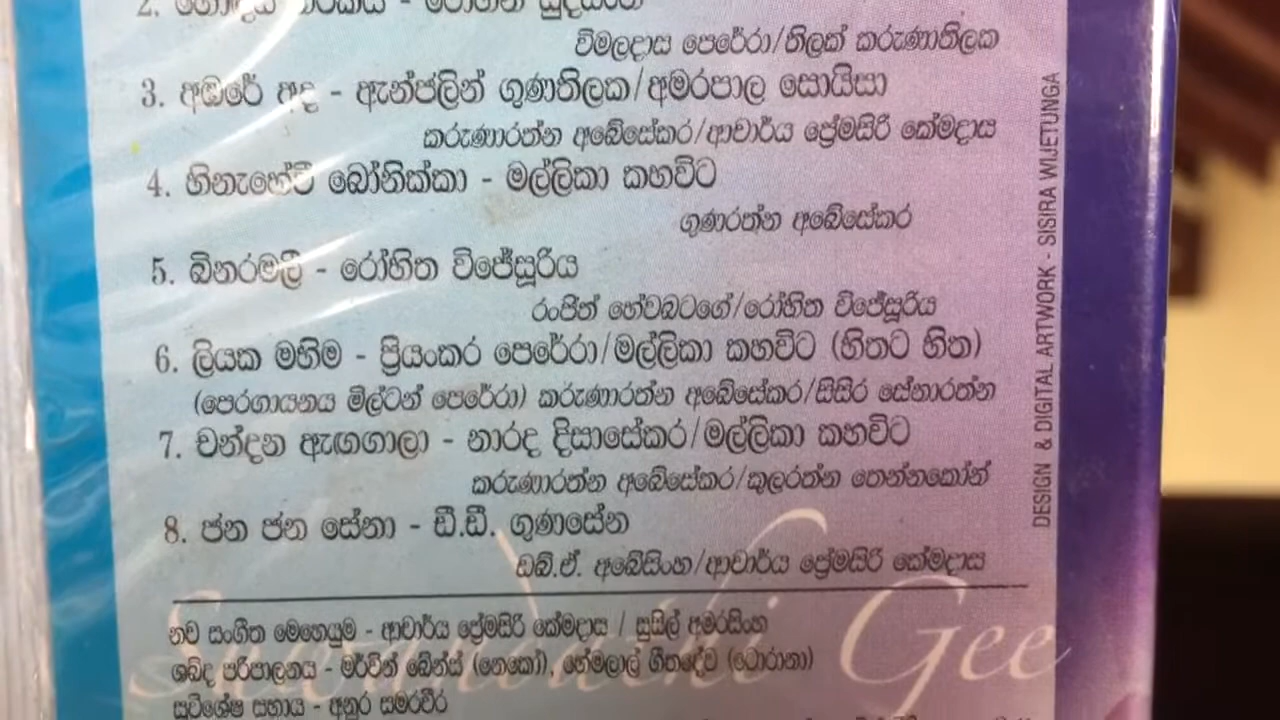 2.
විමලදාස පෙරේරා/තිලක් කරුණාතිලක
3. අඹරේ අද - ඇන්ජලින් ගුණතිලක/අමරපාල සොයිසා
කරුණාරත්න අබේසේකර/ආචාර්ය ප්‍රේමසිරි කේමදාස
4. හිනැහේවී බෝනික්කා - මල්ලිකා කහවිට
ගුණරත්න අබේසේකර
5. බිනරමලී - රෝහිත විජේසූරිය
රංජිත් හේවබටගේ/රෝහිත විජේසූරිය
6. ලියක මහිම - ප්‍රියංකර පෙරේරා/මල්ලිකා කහවිට (හිතට හිත)
(පෙරගායනය මිල්ටන් පෙරේරා) කරුණාරත්න අබේසේකර/සිසිර සේනාරත්න
7. චන්දන ඇඟගාලා - නාරද දිසාසේකර/මල්ලිකා කහවිට
කරුණාරත්න අබේසේකර/කුලරත්න තෙන්නකෝන්
8. ජන ජන සේනා - ඩී.ඩී. ගුණසේන
ඩබ්.ඒ. අබේසිංහ/ආචාර්ය ප්‍රේමසිරි කේමදාස
නව සංගීත මෙහෙයුම - ආචාර්ය ප්‍රේමසිරි කේමදාස / සුසිල් අමරසිංහ
ශබ්ද පරිපාලනය - මර්වින් බේන්ස් (නෙකෝ), හේමලාල් ගීතදේව (ටොරානා)
සුවිශේෂ සහාය - අනුර සමරවීර
Gee
DESIGN & DIGITAL ARTWORK - SISIRA WIJETUNGA